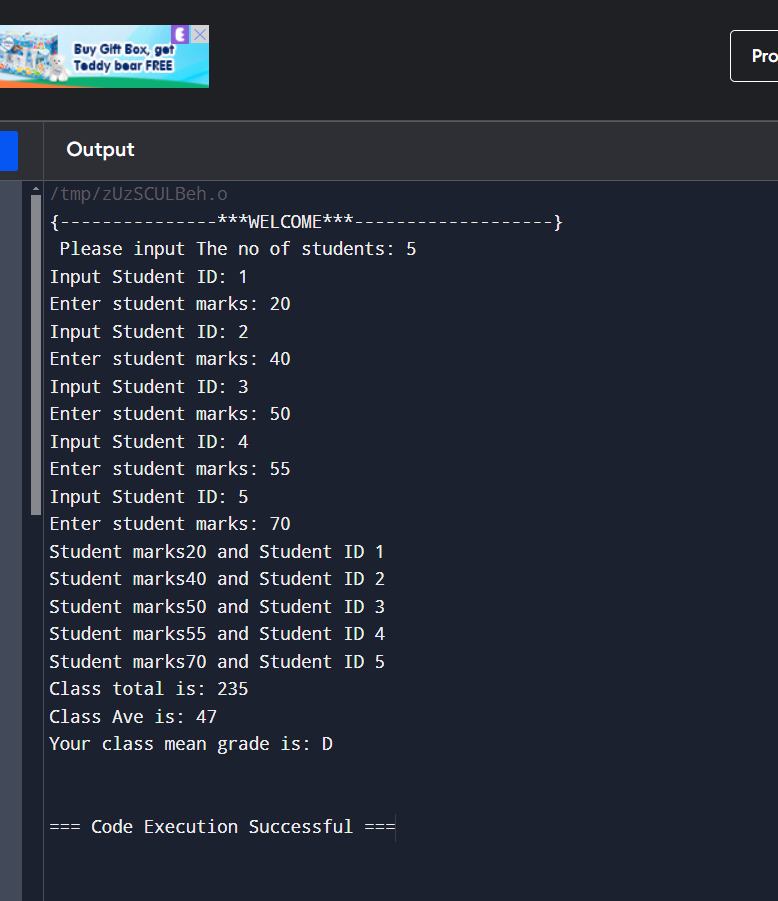 Buy Gift Box, get
Teddy bear FREE
Pro
Output
/tmp/zUzSCULBeh.o
{---------------***WELCOME***-------------------}
Please input The no of students: 5
Input Student ID: 1
Enter student marks: 20
Input Student ID: 2
Enter student marks: 40
Input Student ID: 3
Enter student marks: 50
Input Student ID: 4
Enter student marks: 55
Input Student ID: 5
Enter student marks: 70
Student marks20 and Student ID 1
Student marks40 and Student ID 2
Student marks50 and Student ID 3
Student marks55 and Student ID 4
Student marks70 and Student ID 5
Class total is: 235
Class Ave is: 47
Your class mean grade is: D
=== Code Execution Successful ===